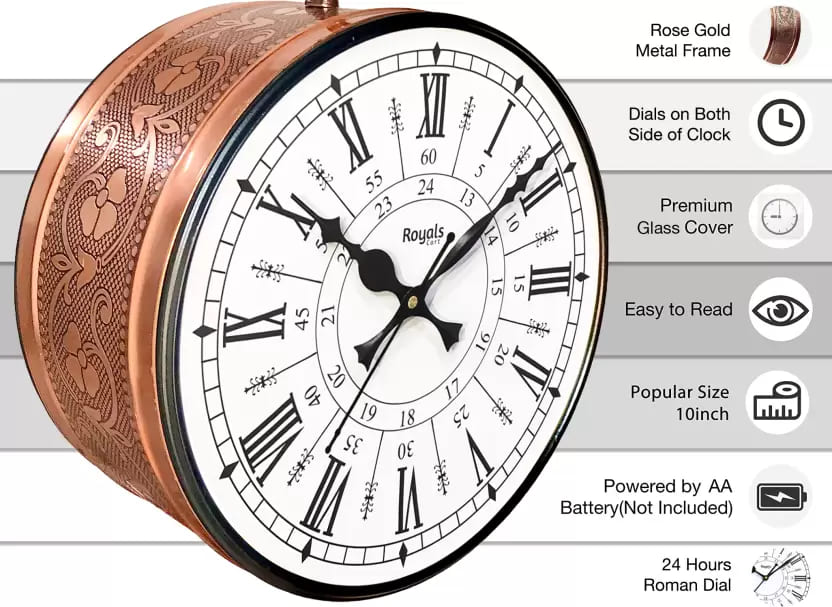 Rose Gold
Metal Frame
Dials on Both
Side of Clock
Premium
Glass Cover
Easy to Read
Popular Size
10inch
Powered by AA
Battery(Not Included)
24 Hours
Roman Dial
Royals
Cart
XII
I
II
III
IV
V
VI
VII
VIII
IX
X
XI
60
5
10
15
20
25
30
35
40
45
55
24
13
14
15
16
17
18
19
20
21
23